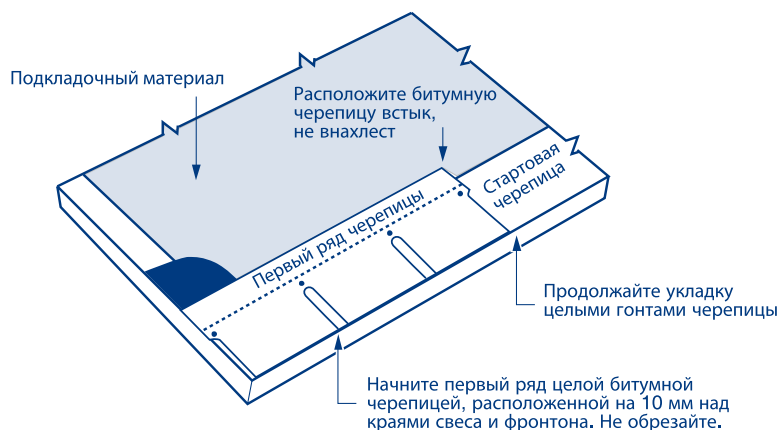 Подкладочный материал
Расположите битумную
черепицу встык,
не внахлест
Стартовая
черепица
Первый ряд черепицы
Продолжайте укладку
целыми гонтами черепицы
Начните первый ряд целой битумной
черепицей, расположенной на 10 мм над
краями свеса и фронтона. Не обрезайте.